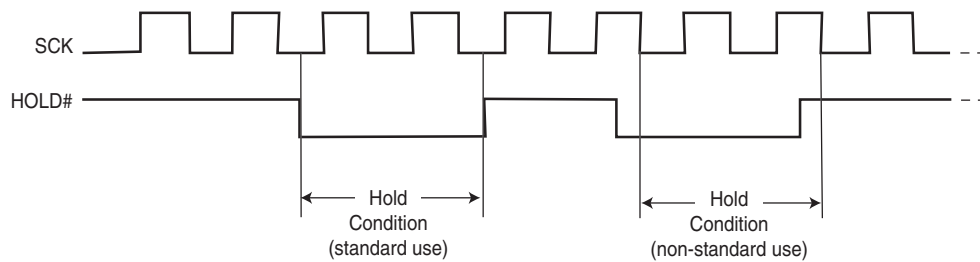 SCK
HOLD#
Hold
Condition
(standard use)
Hold
Condition
(non-standard use)